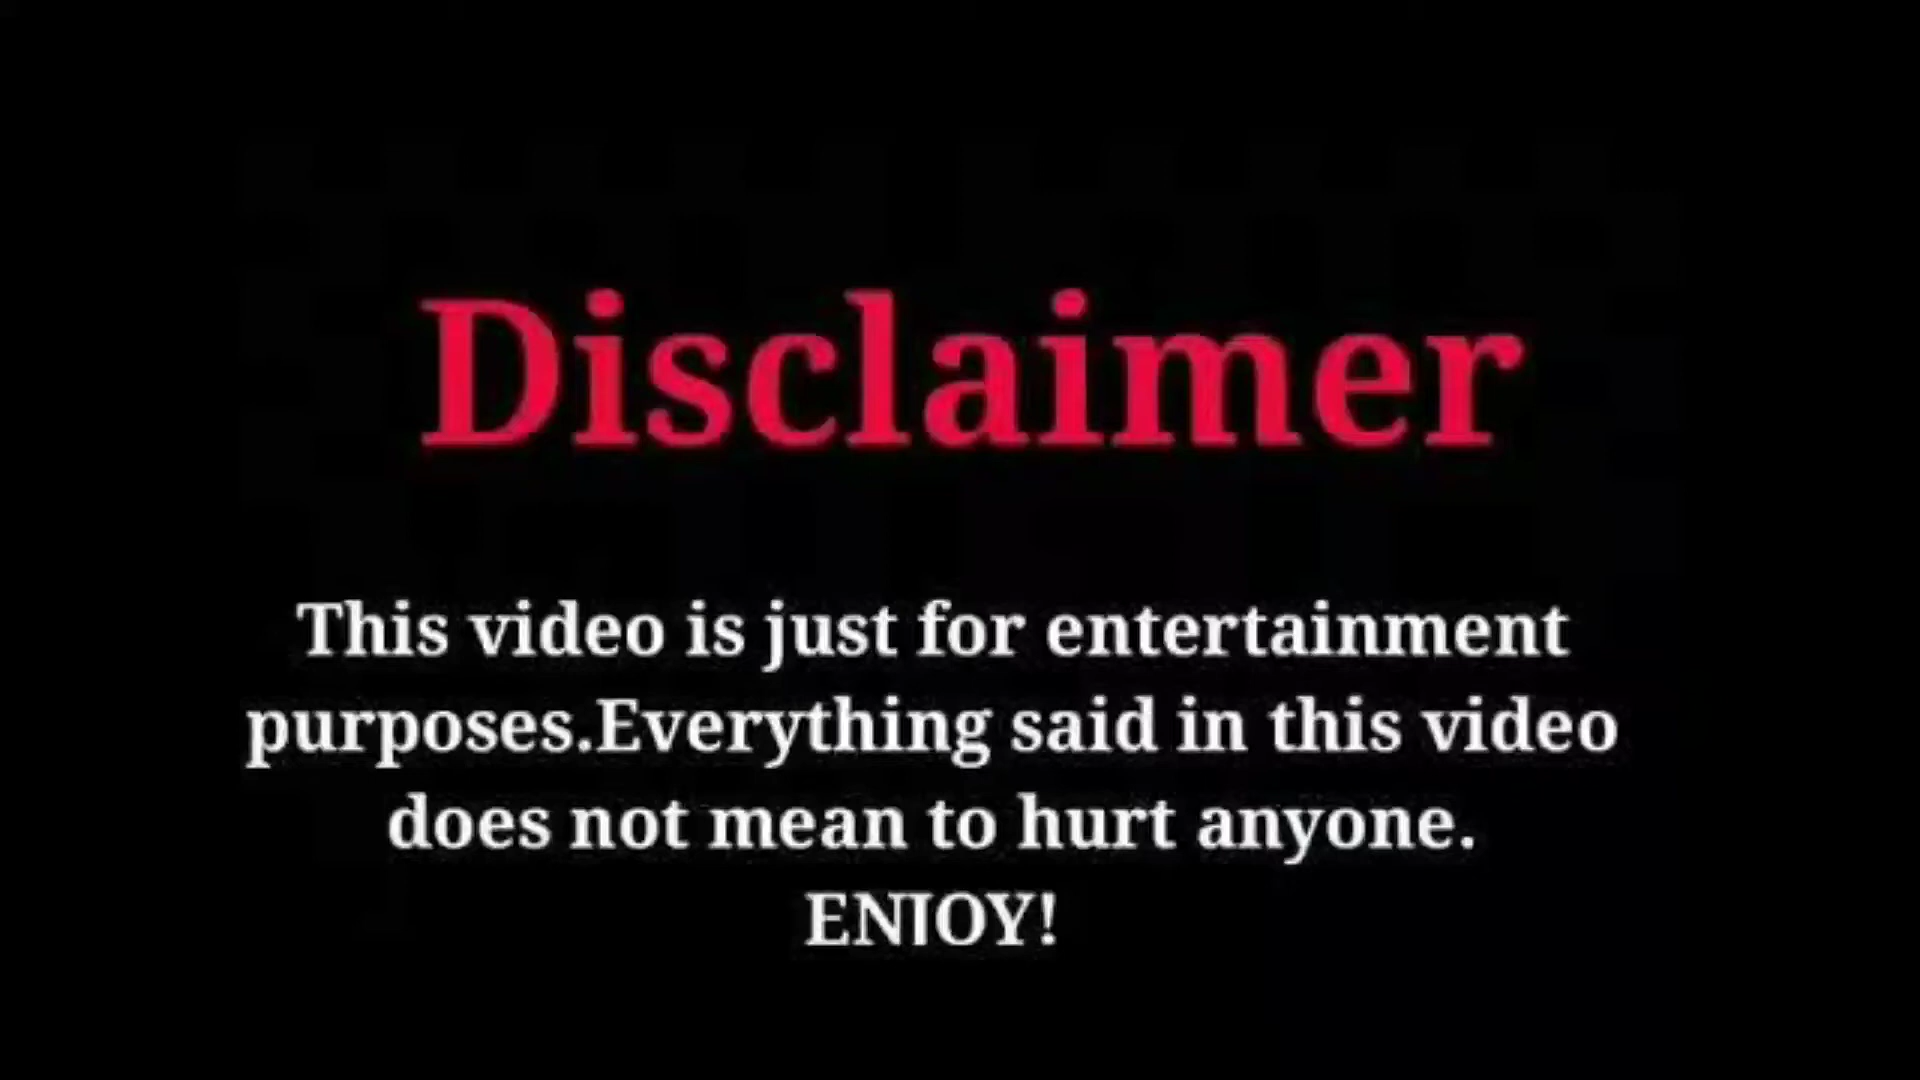 Disclaimer
This video is just for entertainment
purposes.Everything said in this video
does not mean to hurt anyone.
ENJOY!